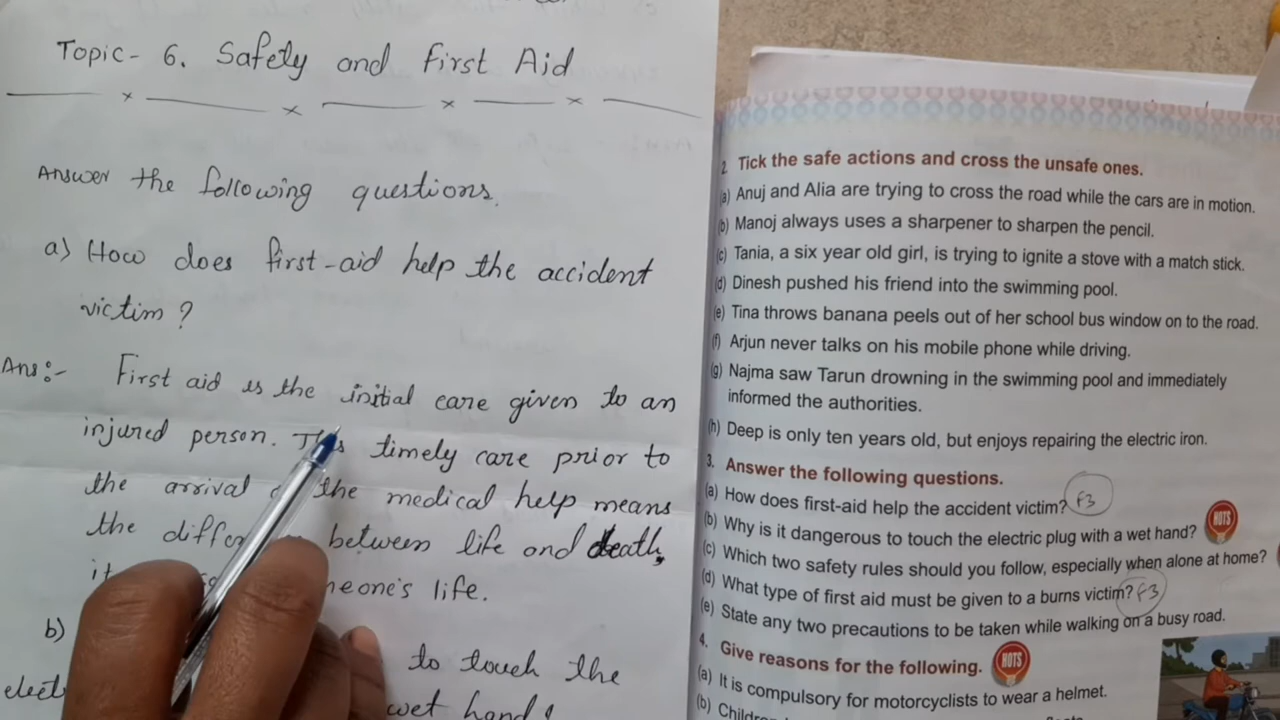 Topic- 6. Safety and First Aid
Answer the following questions.
a) How does first-aid help the accident
victim?
Ans:- First aid is the initial care given to an
injured person. This timely care prior to
the arrival the medical help means
the between life and death,
life.
b)
to touch the
wet hand
2. Tick the safe actions and cross the unsafe ones.
(a) Anuj and Alia are trying to cross the road while the cars are in motion.
(b) Manoj always uses a sharpener to sharpen the pencil.
(c) Tania, a six year old girl, is trying to ignite a stove with a match stick.
(d) Dinesh pushed his friend into the swimming pool.
(e) Tina throws banana peels out of her school bus window on to the road.
(f) Arjun never talks on his mobile phone while driving.
(g) Najma saw Tarun drowning in the swimming pool and immediately
informed the authorities.
(h) Deep is only ten years old, but enjoys repairing the electric iron.
3. Answer the following questions.
(a) How does first-aid help the accident victim? F3
(b) Why is it dangerous to touch the electric plug with a wet hand? HOTS
(c) Which two safety rules should you follow, especially when alone at home?
(d) What type of first aid must be given to a burns victim? F3
(e) State any two precautions to be taken while walking on a busy road.
4. Give reasons for the following. HOTS
(a) It is compulsory for motorcyclists to wear a helmet.
(b)